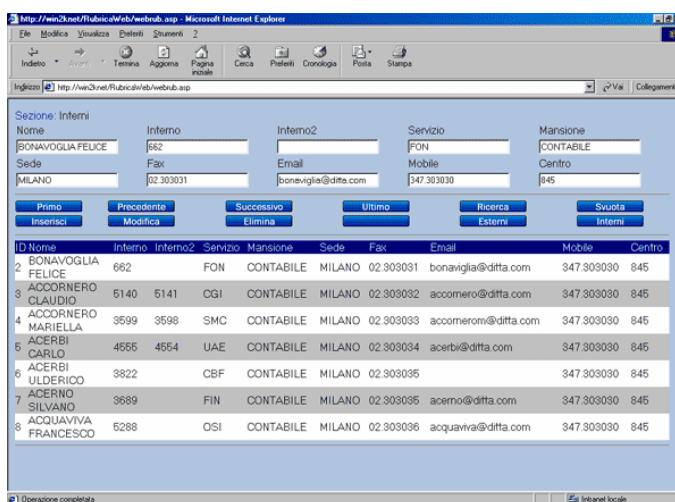 http://win2knet/RubricaWeb/webrub.asp - Microsoft Internet Explorer
File Modifica Visualizza Preferiti Strumenti ?
Indietro Avanti Termina Aggiorna Pagina iniziale Cerca Preferiti Cronologia Posta Stampa
Indirizzo http://win2knet/RubricaWeb/webrub.asp Vai Collegamenti
Sezione: Interni
Nome Interno Interno2 Servizio Mansione
BONAVOGLIA FELICE 662 FON CONTABILE
Sede Fax Email Mobile Centro
MILANO 02.303031 bonaviglia@ditta.com 347.303030 845
Primo Precedente Successivo Ultimo Ricerca Svuota
Inserisci Modifica Elimina Esterni Interni
ID Nome Interno Interno2 Servizio Mansione Sede Fax Email Mobile Centro
2 BONAVOGLIA FELICE 662 FON CONTABILE MILANO 02.303031 bonaviglia@ditta.com 347.303030 845
3 ACCORNERO CLAUDIO 5140 5141 CGI CONTABILE MILANO 02.303032 accornero@ditta.com 347.303030 845
4 ACCORNERO MARIELLA 3599 3598 SMC CONTABILE MILANO 02.303033 accornerom@ditta.com 347.303030 845
5 ACERBI CARLO 4555 4554 UAE CONTABILE MILANO 02.303034 acerbi@ditta.com 347.303030 845
6 ACERBI ULDERICO 3822 CBF CONTABILE MILANO 02.303035 347.303030 845
7 ACERNO SILVANO 3689 FIN CONTABILE MILANO 02.303035 acerno@ditta.com 347.303030 845
8 ACQUAVIVA FRANCESCO 5288 OSI CONTABILE MILANO 02.303036 acquaviva@ditta.com 347.303030 845
Operazione completata Intranet locale